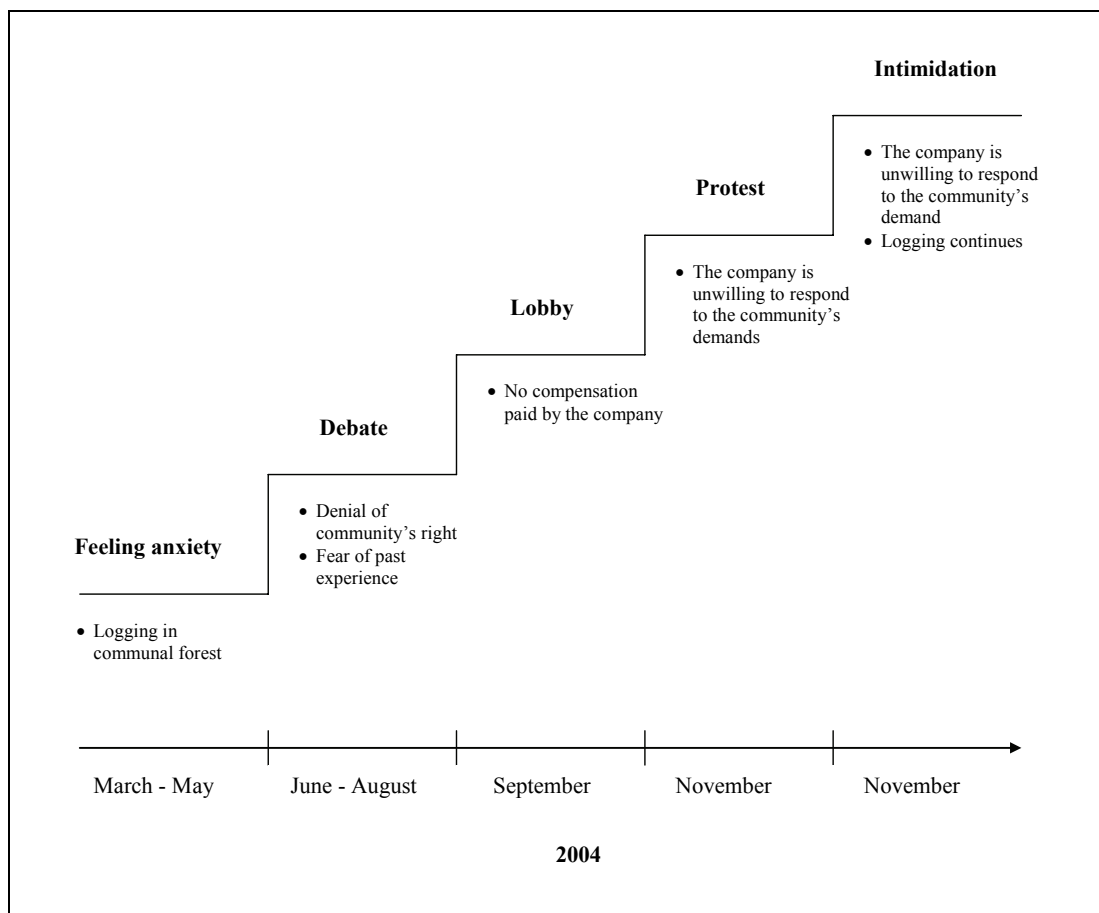 Intimidation
• The company is
unwilling to respond
to the community's
demand
• Logging continues
Protest
• The company is
unwilling to respond
to the community's
demands
Lobby
• No compensation
paid by the company
Debate
• Denial of
community's right
• Fear of past
experience
Feeling anxiety
• Logging in
communal forest
March - May
June - August
September
November
November
2004